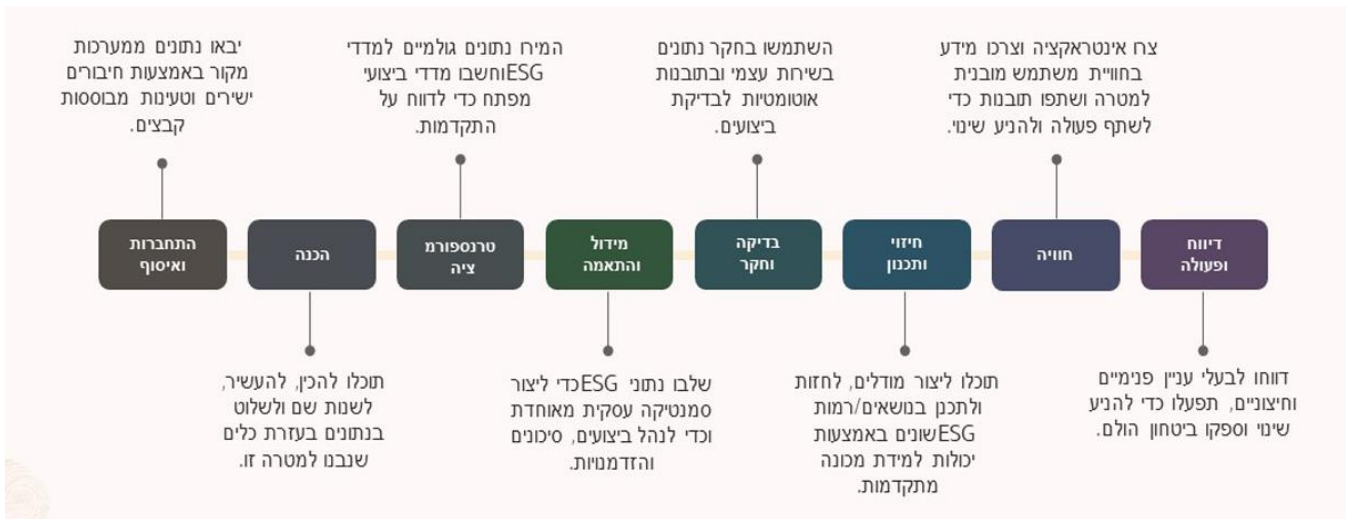 יבאו נתונים ממערכות
מקור באמצעות חיבורים
ישירים וטעינות מבוססות
קבצים.
המירו נתונים גולמיים למדדי
ESGוחשבו מדדי ביצועי
מפתח כדי לדווח על
התקדמות.
השתמשו בחקר נתונים
בשירות עצמי ובתובנות
אוטומטיות לבדיקת
ביצועים.
צרו אינטראקציה וצרכו מידע
בחוויית משתמש מובנית
למטרה ושתפו תובנות כדי
לשתף פעולה ולהניע שינוי.
התחברות
ואיסוף
הכנה
טרנספורמ
ציה
מידול
והתאמה
בדיקה
וחקר
חיזוי
ותכנון
חוויה
דיווח
ופעולה
תוכלו להכין, להעשיר,
לשנות שם ולשלוט
בנתונים בעזרת כלים
שנבנו למטרה זו.
שלבו נתוני ESGכדי ליצור
סמנטיקה עסקית מאוחדת
וכדי לנהל ביצועים, סיכונים
והזדמנויות.
תוכלו ליצור מודלים, לחזות
ולתכנן בנושאים/רמות
ESGשונים באמצעות
יכולות למידת מכונה
מתקדמות.
דווחו לבעלי עניין פנימיים
וחיצוניים, תפעלו כדי להניע
שינוי וספקו ביטחון הולם.